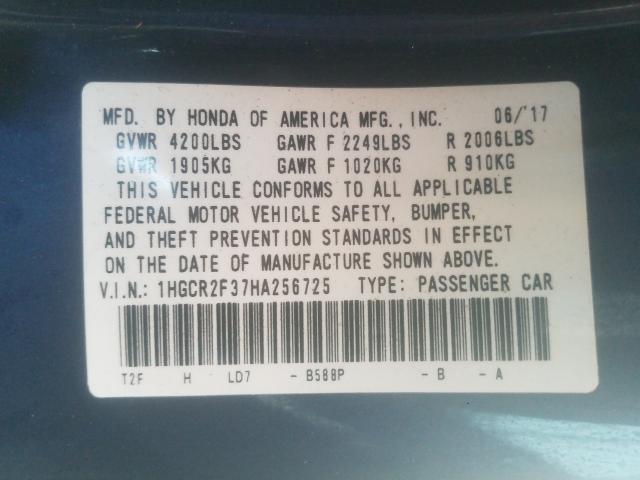 MFD. BY HONDA OF AMERICA MFG., INC. 06/'17
GVWR 4200LBS GAWR F 2249LBS R 2006LBS
GVWR 1905KG GAWR F 1020KG R 910KG
THIS VEHICLE CONFORMS TO ALL APPLICABLE
FEDERAL MOTOR VEHICLE SAFETY, BUMPER,
AND THEFT PREVENTION STANDARDS IN EFFECT
ON THE DATE OF MANUFACTURE SHOWN ABOVE.
V.I.N.: 1HGCR2F37HA256725 TYPE: PASSENGER CAR
T2F H LD7 - B588P - B - A